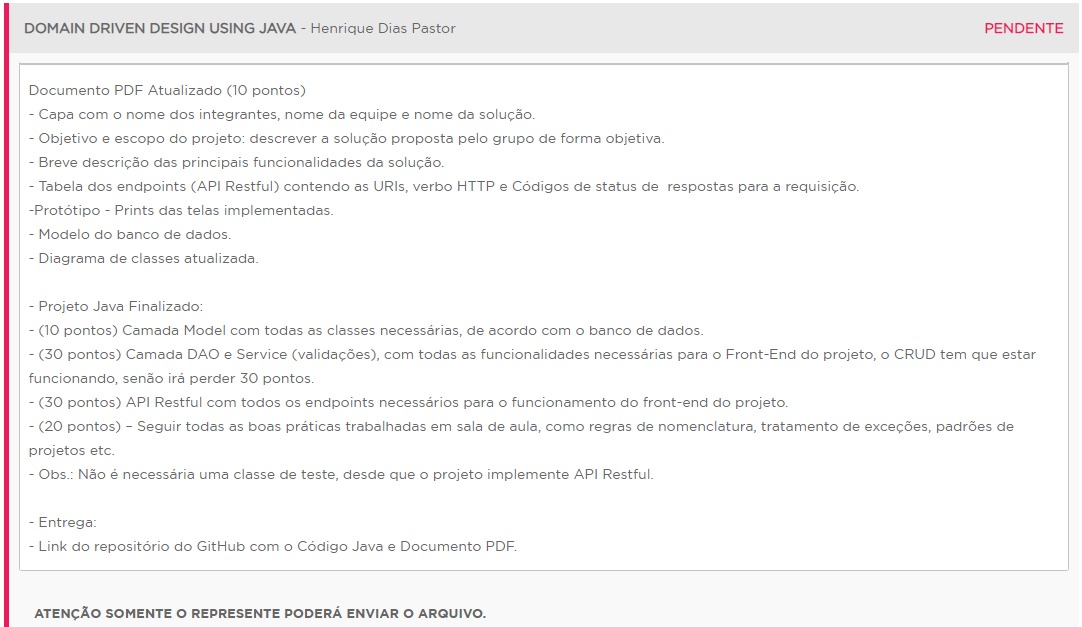 DOMAIN DRIVEN DESIGN USING JAVA - Henrique Dias Pastor
PENDENTE
Documento PDF Atualizado (10 pontos)
- Capa com o nome dos integrantes, nome da equipe e nome da solução.
- Objetivo e escopo do projeto: descrever a solução proposta pelo grupo de forma objetiva.
- Breve descrição das principais funcionalidades da solução.
- Tabela dos endpoints (API Restful) contendo as URIs, verbo HTTP e Códigos de status de  respostas para a requisição.
-Protótipo - Prints das telas implementadas.
- Modelo do banco de dados.
- Diagrama de classes atualizada.
- Projeto Java Finalizado:
- (10 pontos) Camada Model com todas as classes necessárias, de acordo com o banco de dados.
- (30 pontos) Camada DAO e Service (validações), com todas as funcionalidades necessárias para o Front-End do projeto, o CRUD tem que estar
funcionando, senão irá perder 30 pontos.
- (30 pontos) API Restful com todos os endpoints necessários para o funcionamento do front-end do projeto.
- (20 pontos) – Seguir todas as boas práticas trabalhadas em sala de aula, como regras de nomenclatura, tratamento de exceções, padrões de
projetos etc.
- Obs.: Não é necessária uma classe de teste, desde que o projeto implemente API Restful.
- Entrega:
- Link do repositório do GitHub com o Código Java e Documento PDF.
ATENÇÃO SOMENTE O REPRESENTE PODERÁ ENVIAR O ARQUIVO.